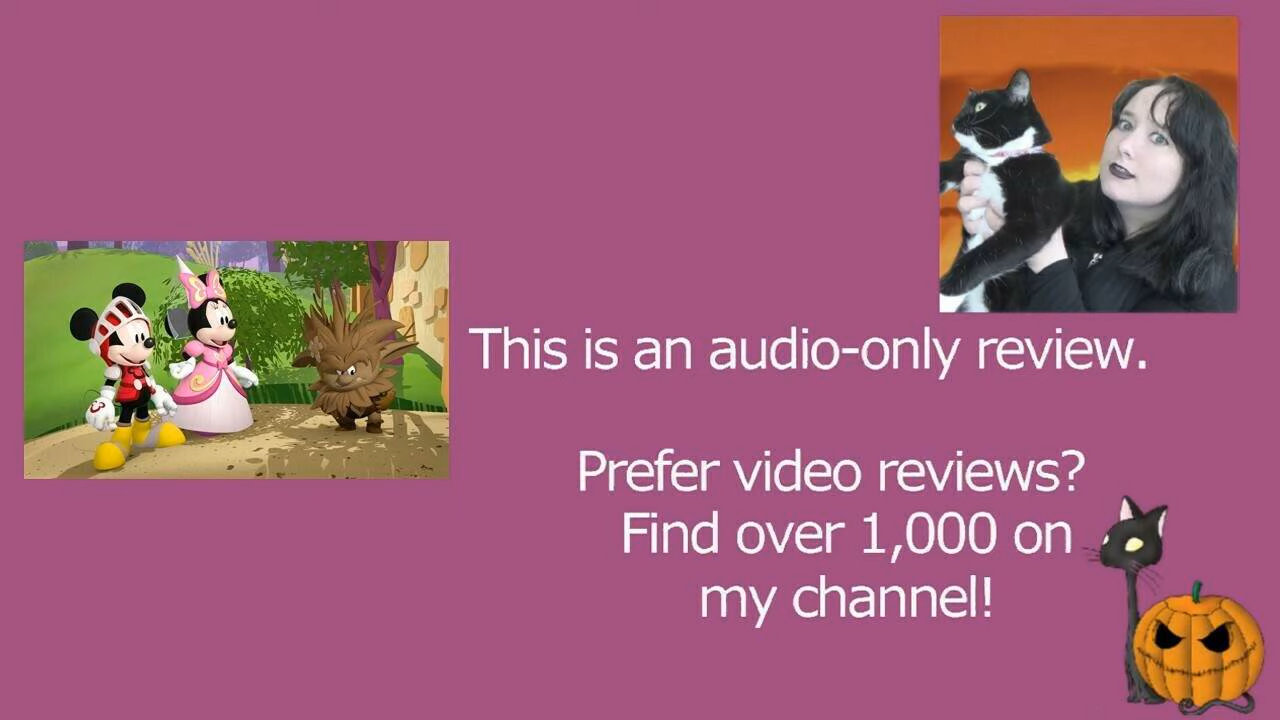 This is an audio-only review.
Prefer video reviews?
Find over 1,000 on
my channel!